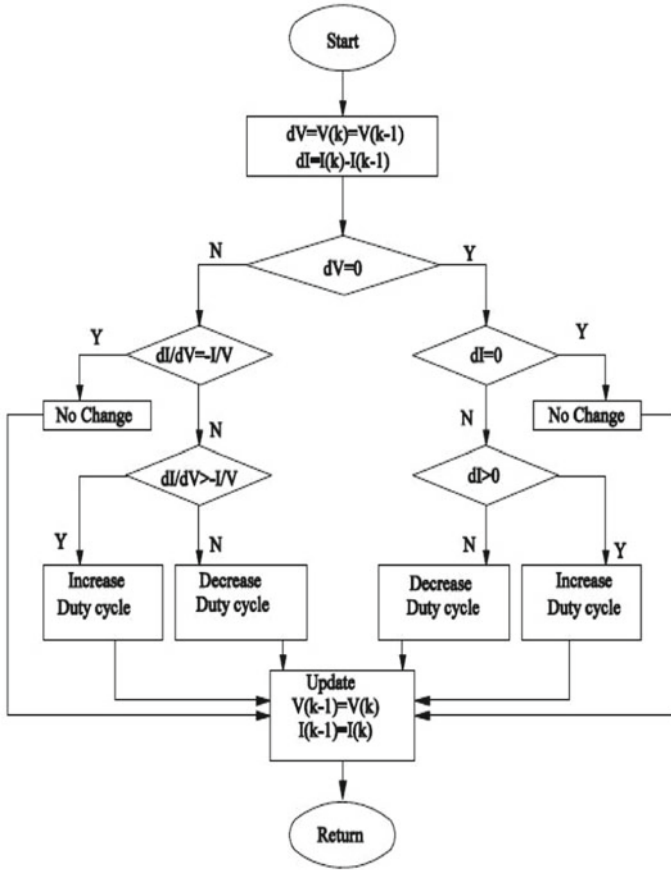 Start
dV=V(k)=V(k-1)
dI=I(k)-I(k-1)
N
Y
dV=0
Y
dI/dV=-I/V
dI=0
Y
No Change
N
N
No Change
dI/dV>-I/V
dI>0
Y
N
N
Y
Increase
Duty cycle
Decrease
Duty cycle
Decrease
Duty cycle
Increase
Duty cycle
Update
V(k-1)=V(k)
I(k-1)=I(k)
Return